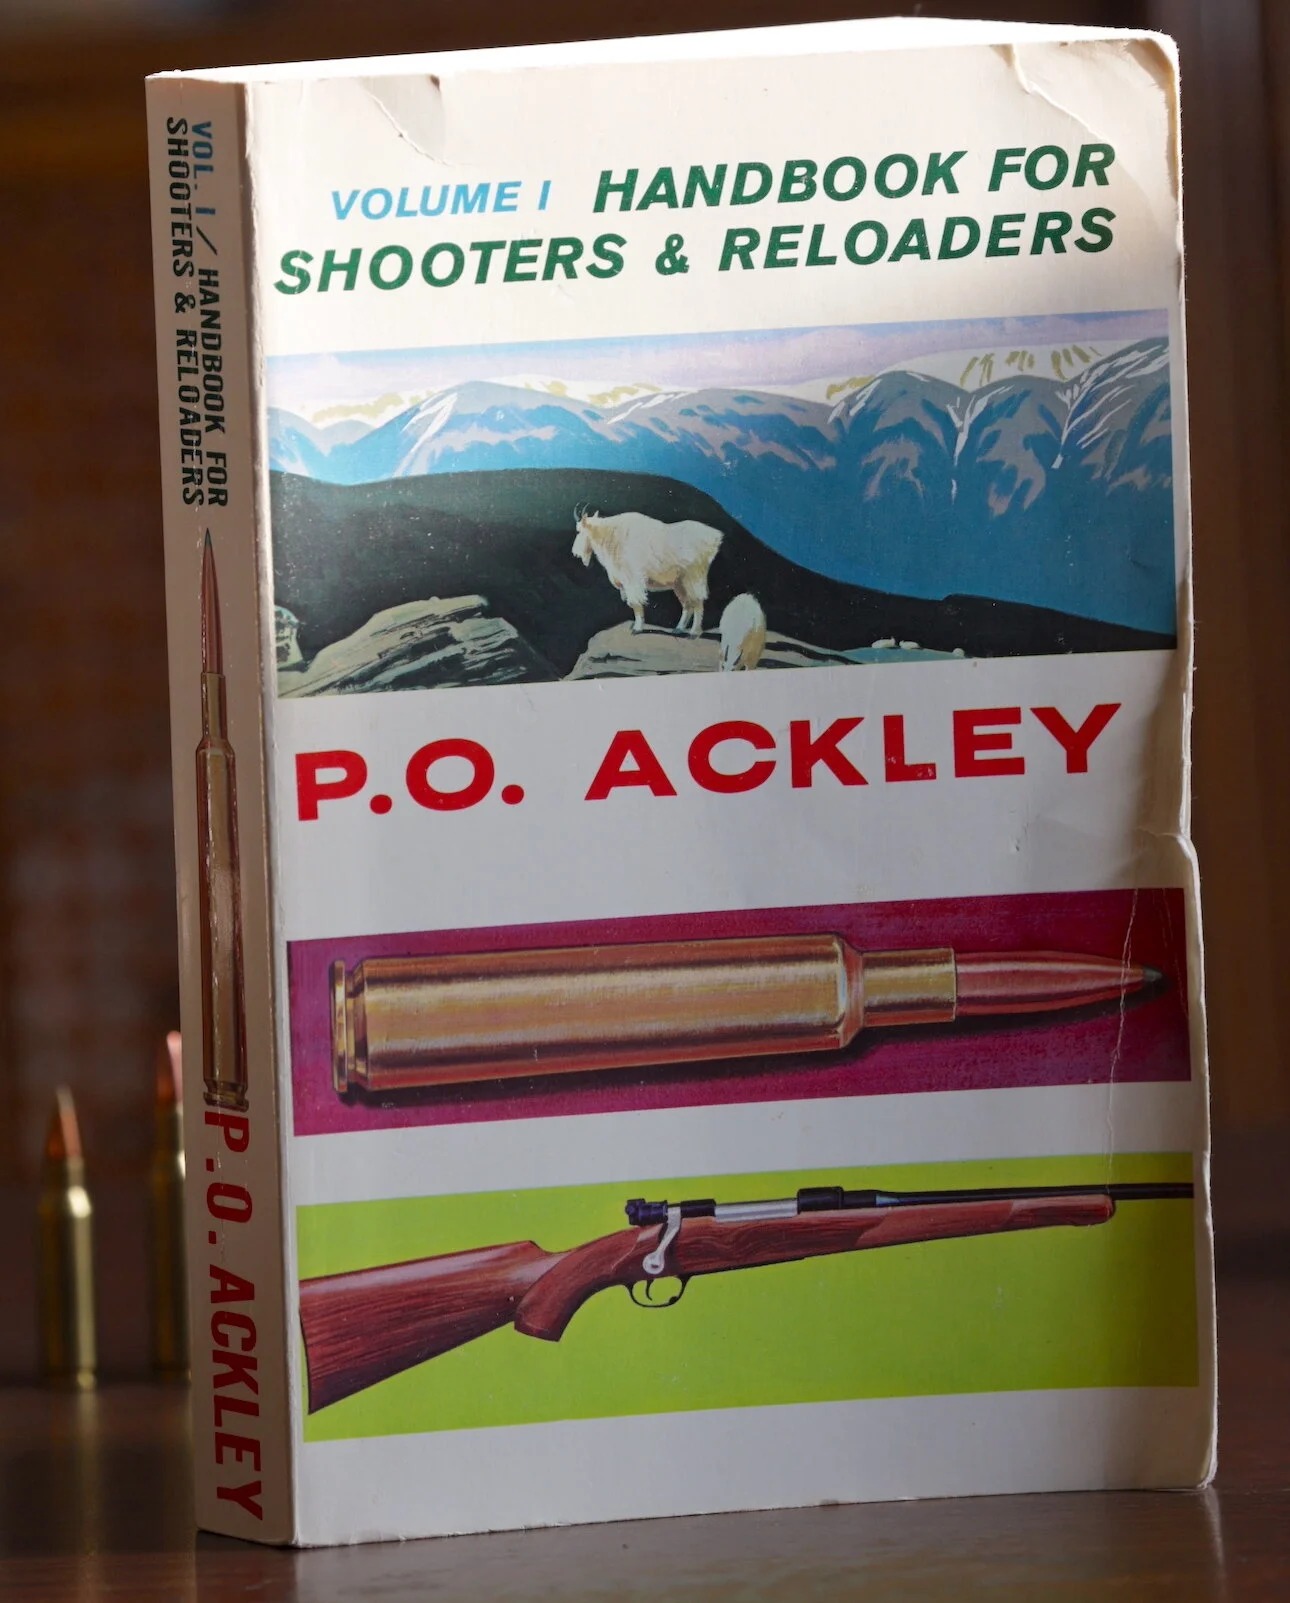 VOL. I / HANDBOOK FOR
SHOOTERS & RELOADERS
P.O. ACKLEY
VOLUME I HANDBOOK FOR
SHOOTERS & RELOADERS
P.O. ACKLEY